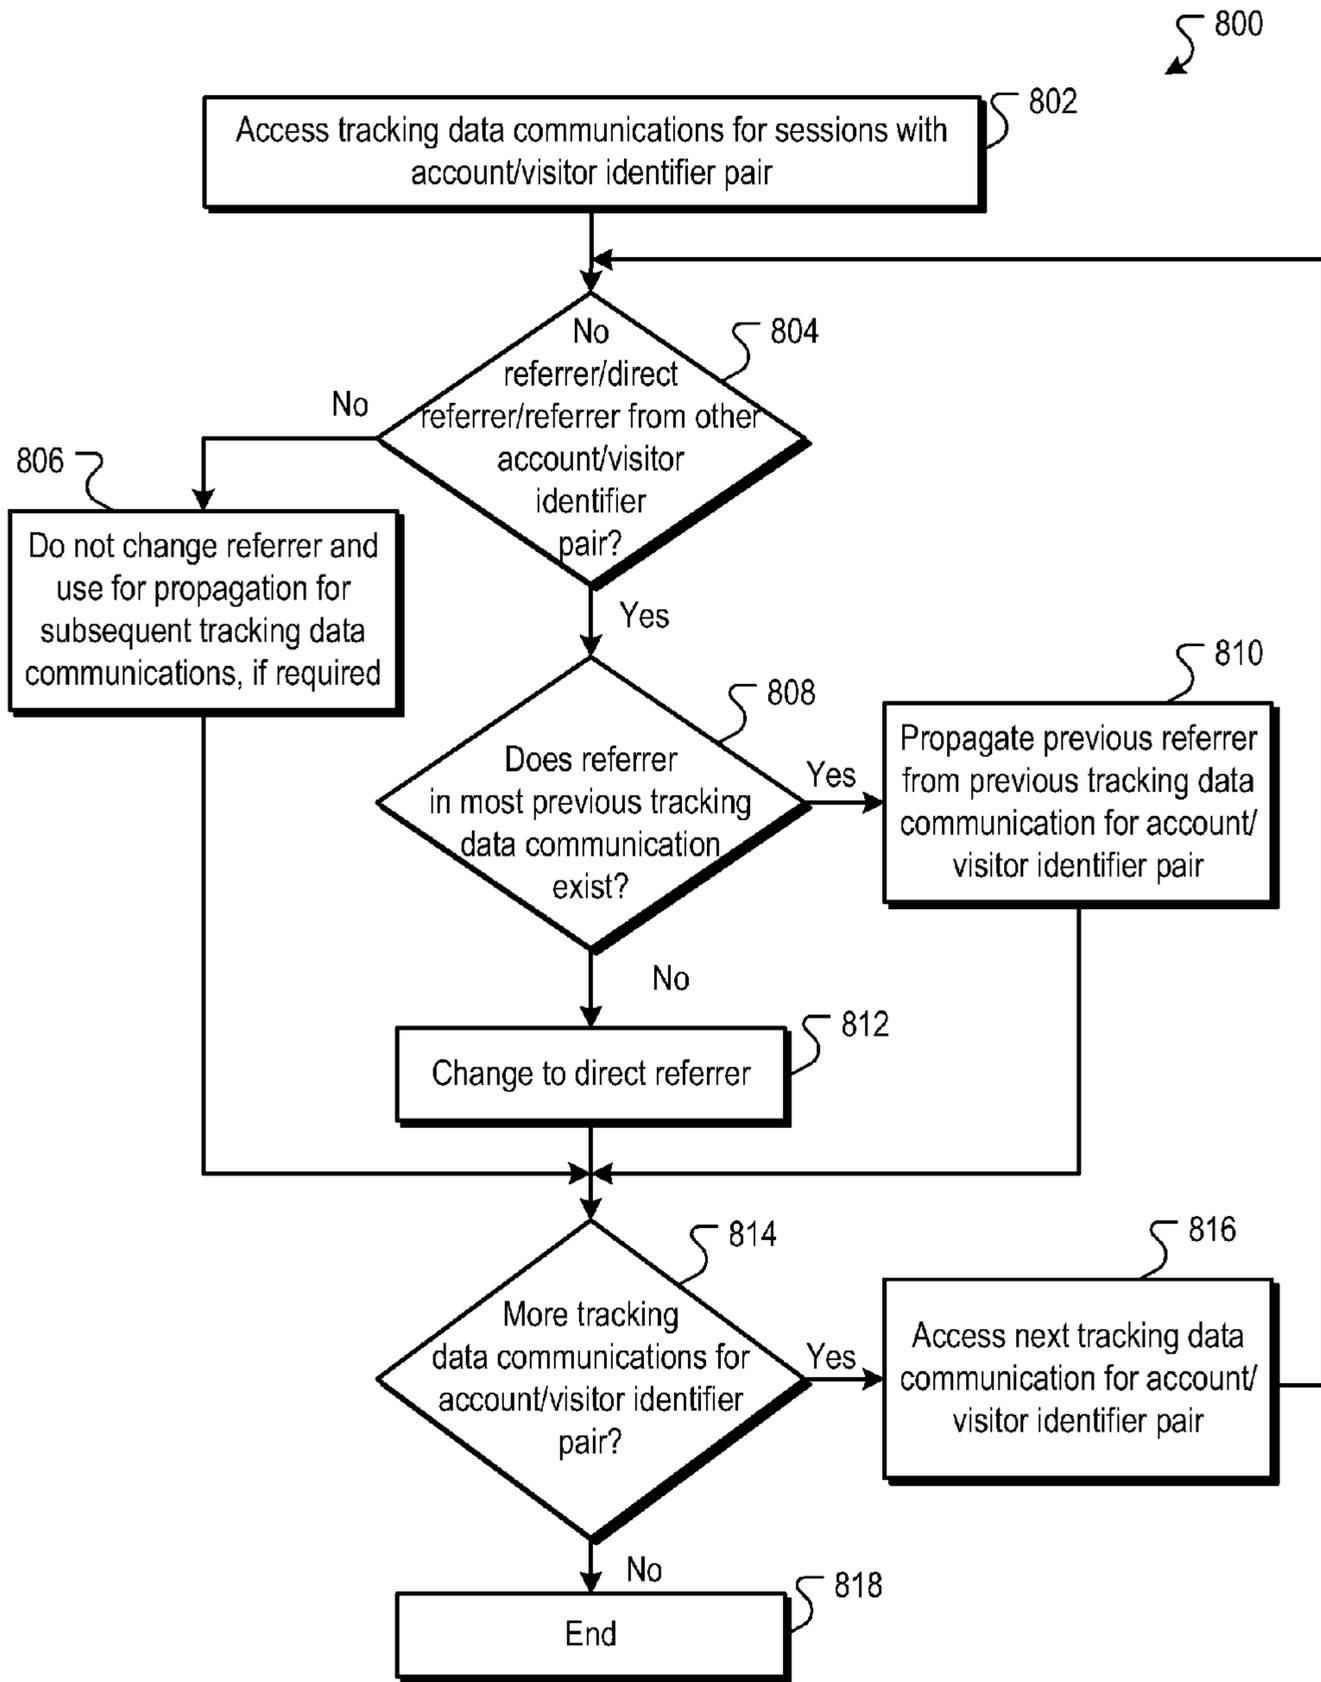 800
802
Access tracking data communications for sessions with
account/visitor identifier pair
804
No
referrer/direct
referrer/referrer from other
account/visitor
identifier
pair?
No
806
Do not change referrer and
use for propagation for
subsequent tracking data
communications, if required
Yes
808
Does referrer
in most previous tracking
data communication
exist?
Yes
810
Propagate previous referrer
from previous tracking data
communication for account/
visitor identifier pair
No
812
Change to direct referrer
814
More tracking
data communications for
account/visitor identifier
pair?
Yes
816
Access next tracking data
communication for account/
visitor identifier pair
No
818
End